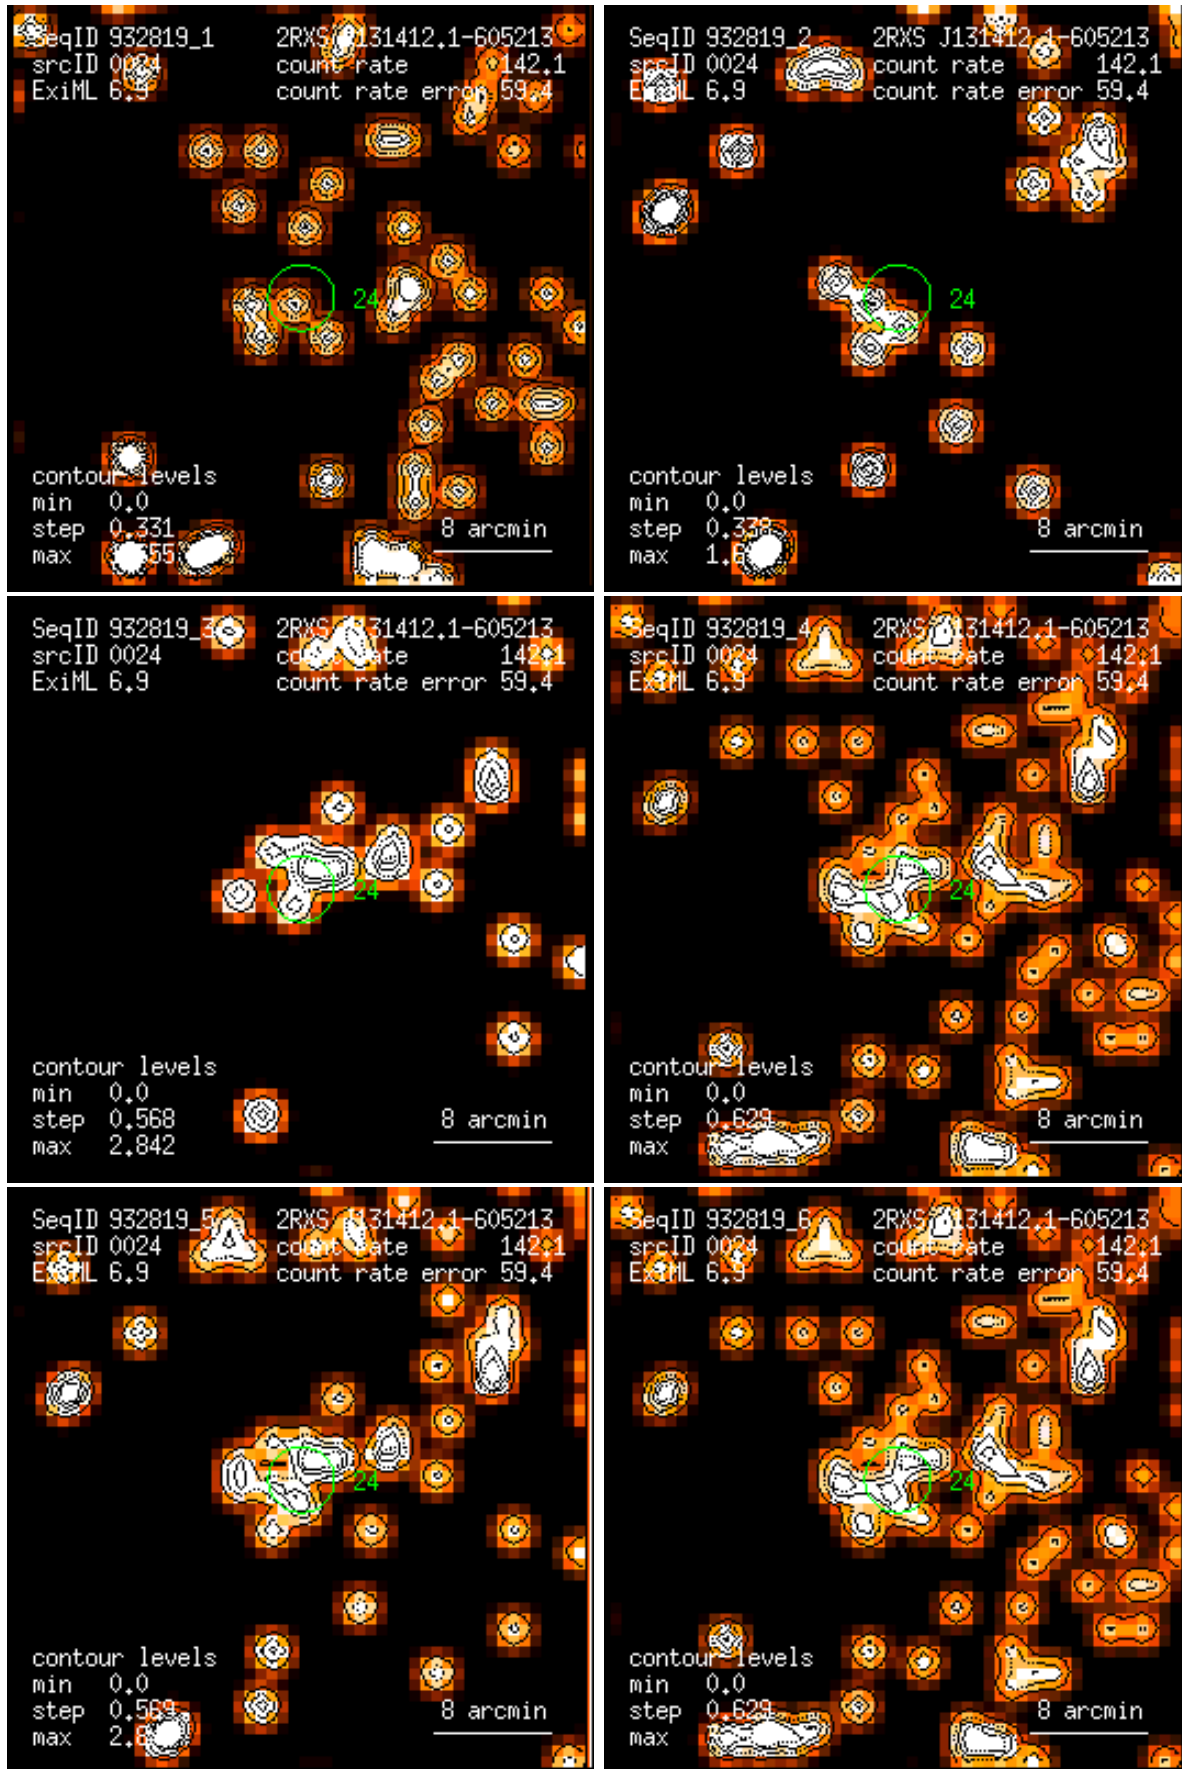 SeqID 932819_1 2RXS J131412.1-605213
srcID 0024 count rate 142.1
ExiML 6.9 count rate error 59.4
24
contour levels
min 0.0
step 0.331
max
8 arcmin
SeqID 932819_2 2RXS J131412.1-605213
srcID 0024 count rate 142.1
ExiML 6.9 count rate error 59.4
24
contour levels
min 0.0
step
max
8 arcmin
SeqID 932819_3 2RXS J131412.1-605213
srcID 0024 count rate 142.1
ExiML 6.9 count rate error 59.4
24
contour levels
min 0.0
step 0.568
max 2.842
8 arcmin
SeqID 932819_4 2RXS J131412.1-605213
srcID 0024 count rate 142.1
ExiML 6.9 count rate error 59.4
24
contour levels
min 0.0
step 0.629
max
8 arcmin
SeqID 932819_5 2RXS J131412.1-605213
srcID 0024 count rate 142.1
ExiML 6.9 count rate error 59.4
24
contour levels
min 0.0
step 0.569
max
8 arcmin
SeqID 932819_6 2RXS J131412.1-605213
srcID 0024 count rate 142.1
ExiML 6.9 count rate error 59.4
24
contour levels
min 0.0
step 0.629
max
8 arcmin